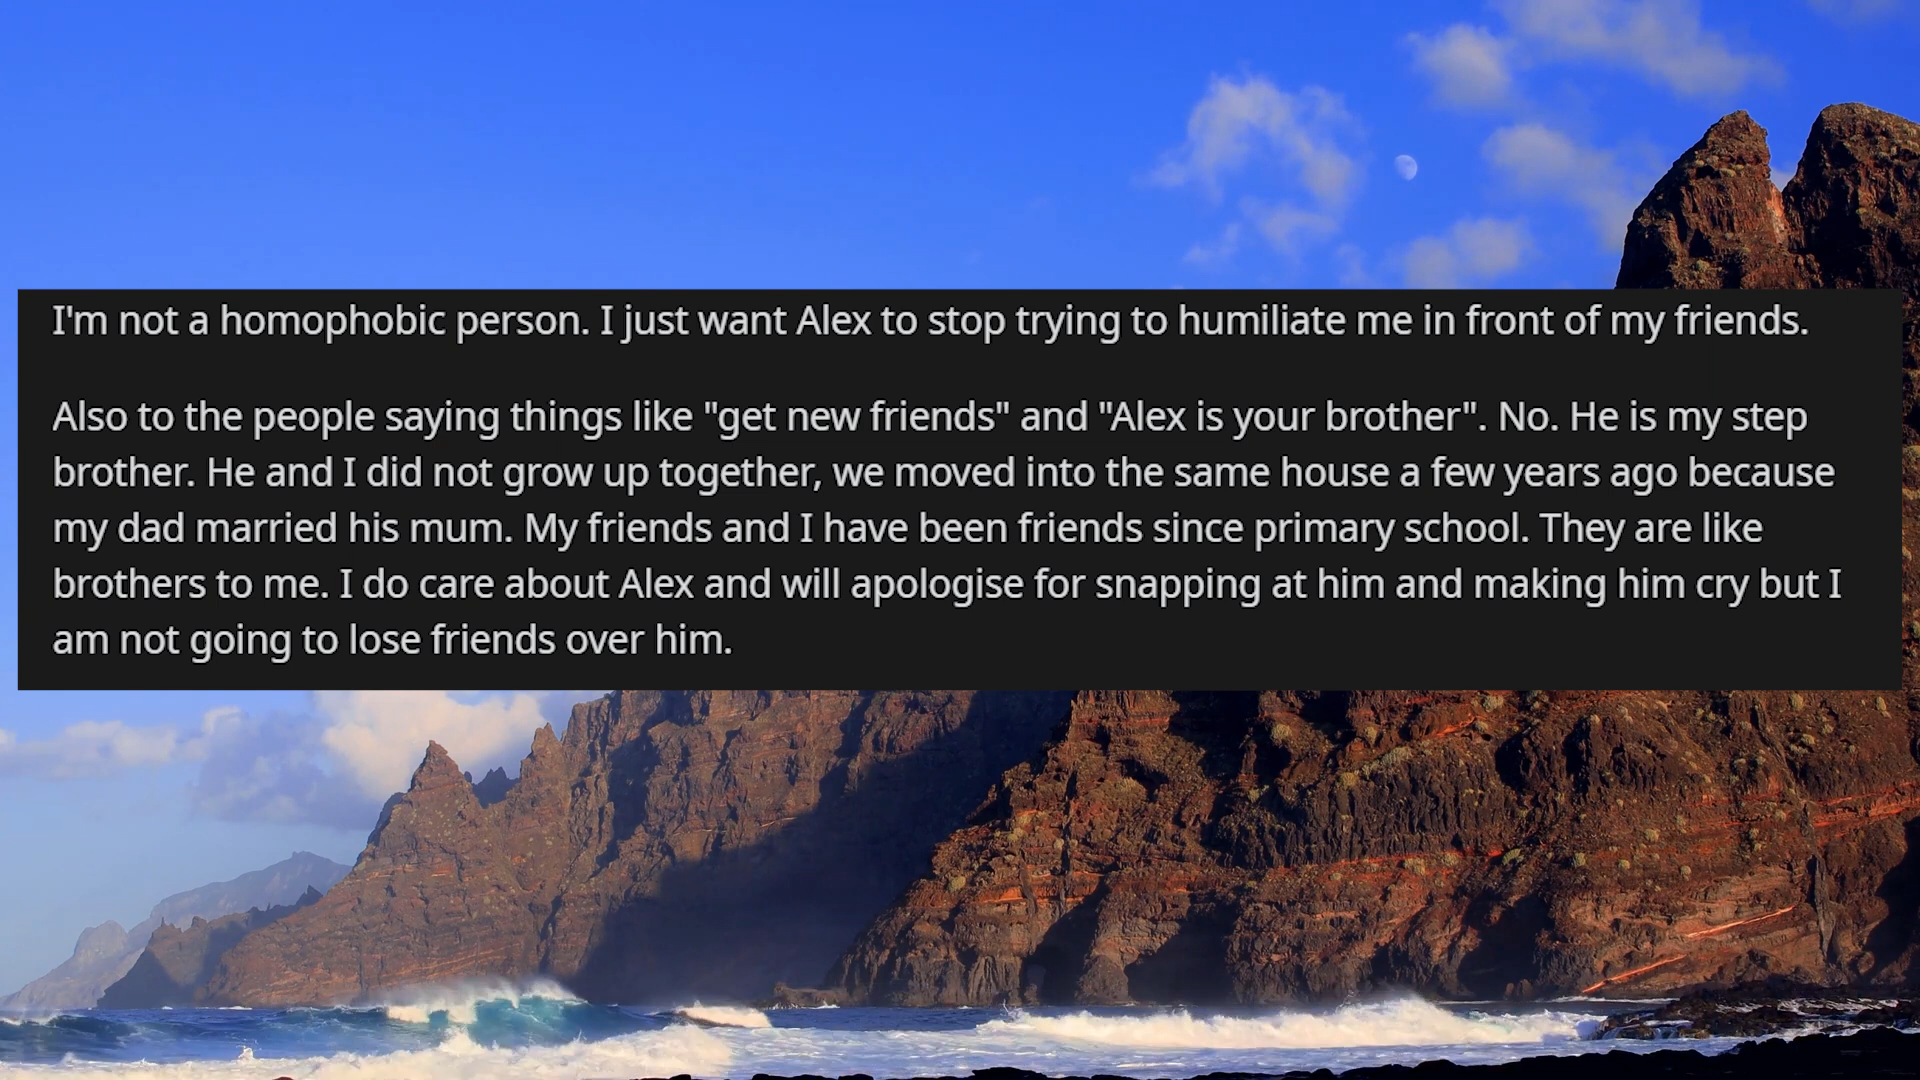 I'm not a homophobic person. I just want Alex to stop trying to humiliate me in front of my friends.
Also to the people saying things like "get new friends" and "Alex is your brother". No. He is my step
brother. He and I did not grow up together, we moved into the same house a few years ago because
my dad married his mum. My friends and I have been friends since primary school. They are like
brothers to me. I do care about Alex and will apologise for snapping at him and making him cry but I
am not going to lose friends over him.